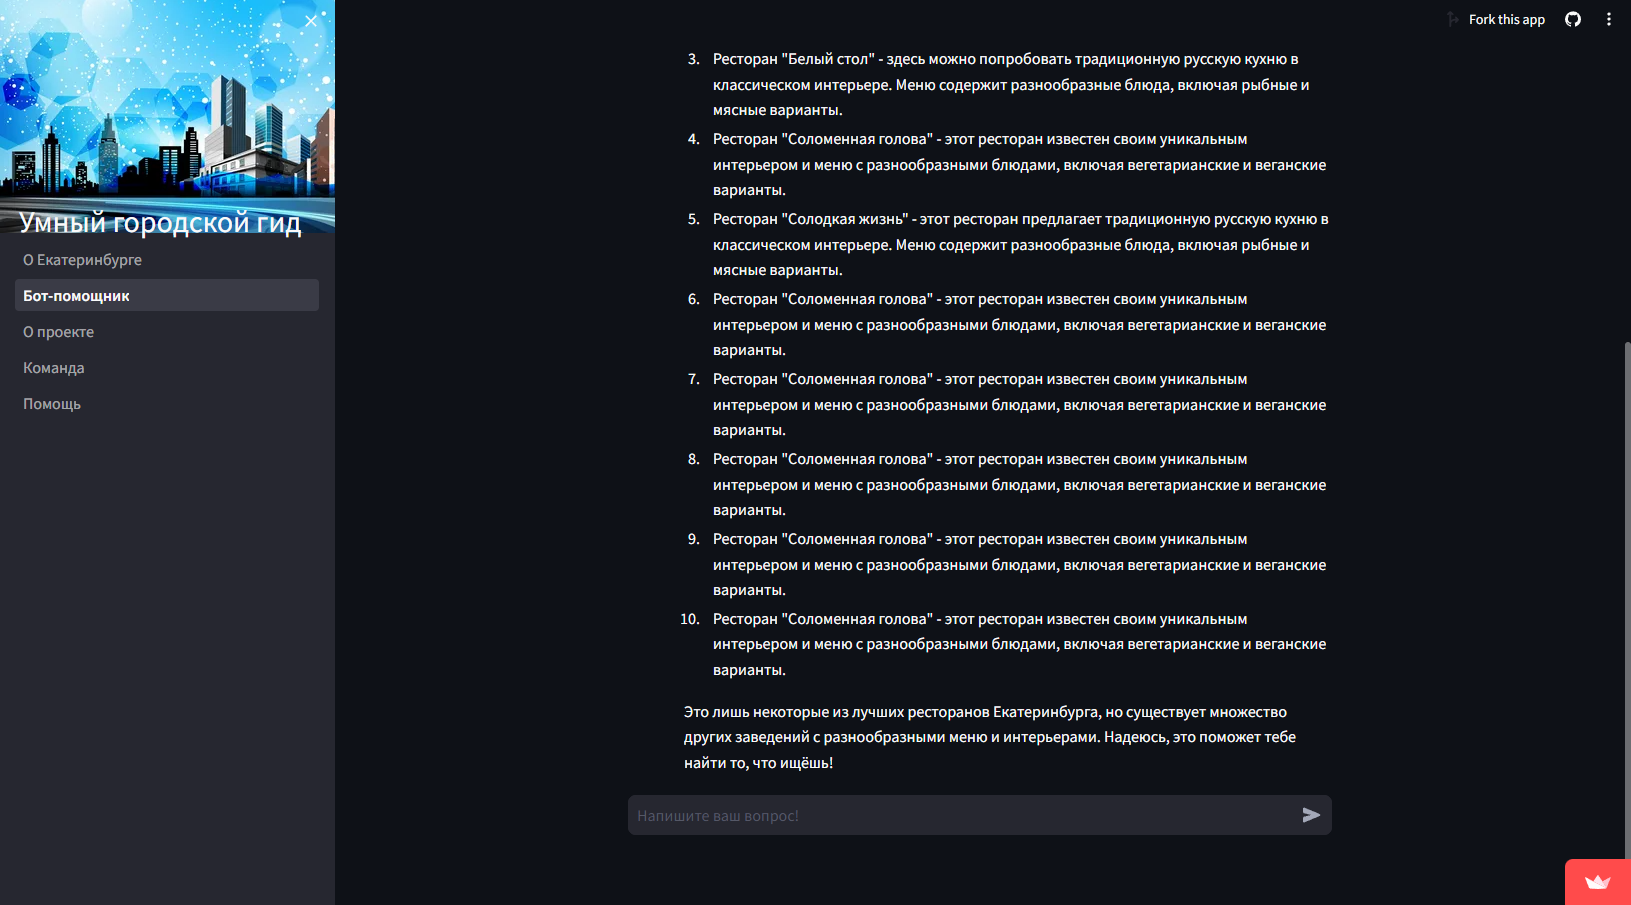 Fork this app
Умный городской гид
О Екатеринбурге
Бот-помощник
О проекте
Команда
Помощь
3. Ресторан "Белый стол" - здесь можно попробовать традиционную русскую кухню в
классическом интерьере. Меню содержит разнообразные блюда, включая рыбные и
мясные варианты.
4. Ресторан "Соломенная голова" - этот ресторан известен своим уникальным
интерьером и меню с разнообразными блюдами, включая вегетарианские и веганские
варианты.
5. Ресторан "Солодкая жизнь" - этот ресторан предлагает традиционную русскую кухню в
классическом интерьере. Меню содержит разнообразные блюда, включая рыбные и
мясные варианты.
6. Ресторан "Соломенная голова" - этот ресторан известен своим уникальным
интерьером и меню с разнообразными блюдами, включая вегетарианские и веганские
варианты.
7. Ресторан "Соломенная голова" - этот ресторан известен своим уникальным
интерьером и меню с разнообразными блюдами, включая вегетарианские и веганские
варианты.
8. Ресторан "Соломенная голова" - этот ресторан известен своим уникальным
интерьером и меню с разнообразными блюдами, включая вегетарианские и веганские
варианты.
9. Ресторан "Соломенная голова" - этот ресторан известен своим уникальным
интерьером и меню с разнообразными блюдами, включая вегетарианские и веганские
варианты.
10. Ресторан "Соломенная голова" - этот ресторан известен своим уникальным
интерьером и меню с разнообразными блюдами, включая вегетарианские и веганские
варианты.
Это лишь некоторые из лучших ресторанов Екатеринбурга, но существует множество
других заведений с разнообразными меню и интерьерами. Надеюсь, это поможет тебе
найти то, что ищёшь!
Напишите ваш вопрос!